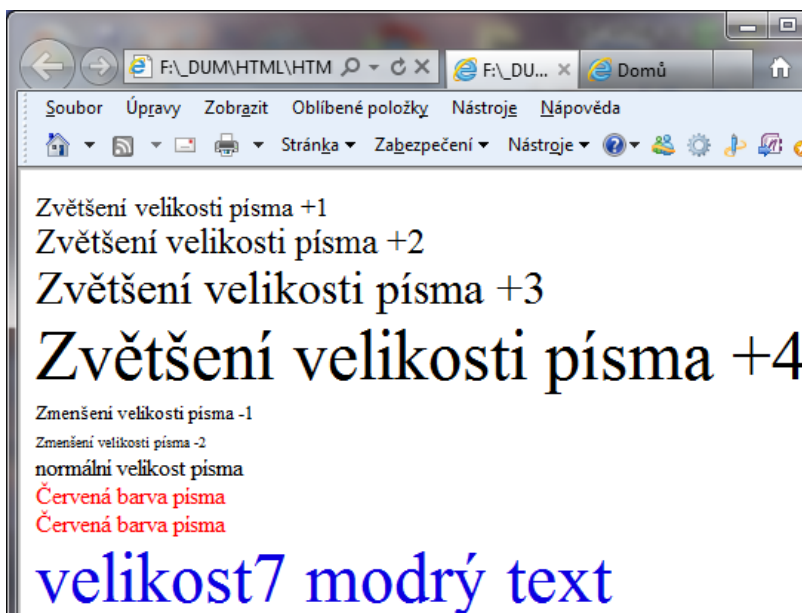 F:\_DUM\HTML\HTM F:\_DU... Domů
Soubor Úpravy Zobrazit Oblíbené položky Nástroje Nápověda
Stránka Zabezpečení Nástroje
Zvětšení velikosti písma +1
Zvětšení velikosti písma +2
Zvětšení velikosti písma +3
Zvětšení velikosti písma +4
Zmenšení velikosti písma -1
Zmenšení velikosti písma -2
normální velikost písma
Červená barva písma
Červená barva písma
velikost7 modrý text